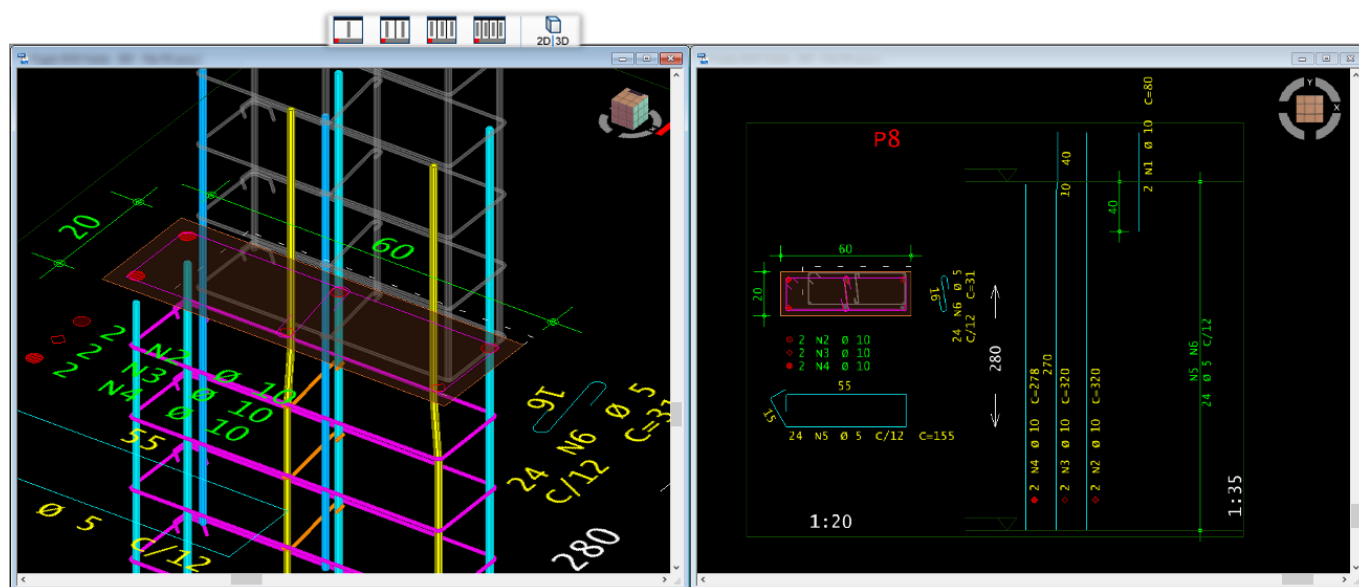 2D|3D
20
60
2 N2 Ø 10
2 N3 Ø 10
2 N4 Ø 10
55
Ø 5 C/12
16
24 N6 Ø 5
C/12 C=3
280
P8
Y
X
60
20
16
24 N6 Ø 5
C/12 C=31
2 N2 Ø 10
2 N3 Ø 10
2 N4 Ø 10
55
15
24 N5 Ø 5 C/12 C=155
1:20
280
2 N4 Ø 10 C=278
270
2 N3 Ø 10 C=320
10
40
2 N2 Ø 10 C=320
40
2 N1 Ø 10 C=80
N5 N6
24 Ø 5 C/12
1:35